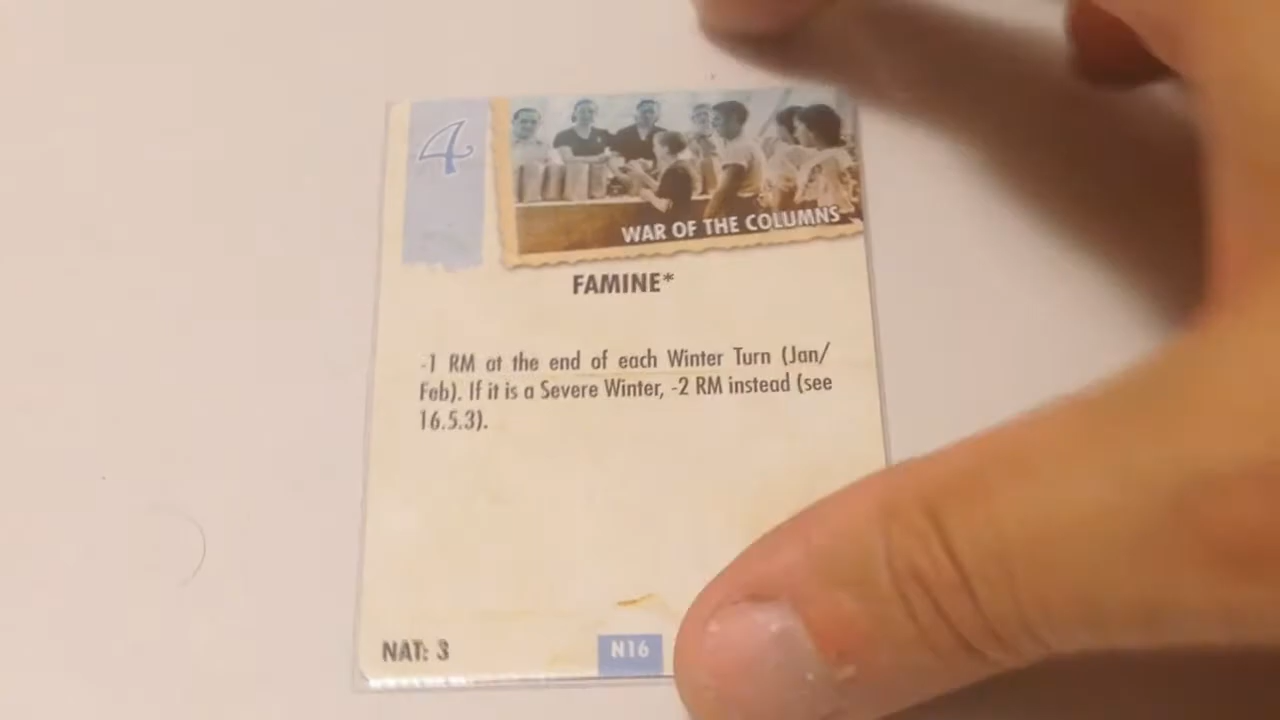 4
WAR OF THE COLUMNS
FAMINE*
-1 RM at the end of each Winter Turn (Jan/
Feb). If it is a Severe Winter, -2 RM instead (see
16.5.3).
NAT: 3
N16